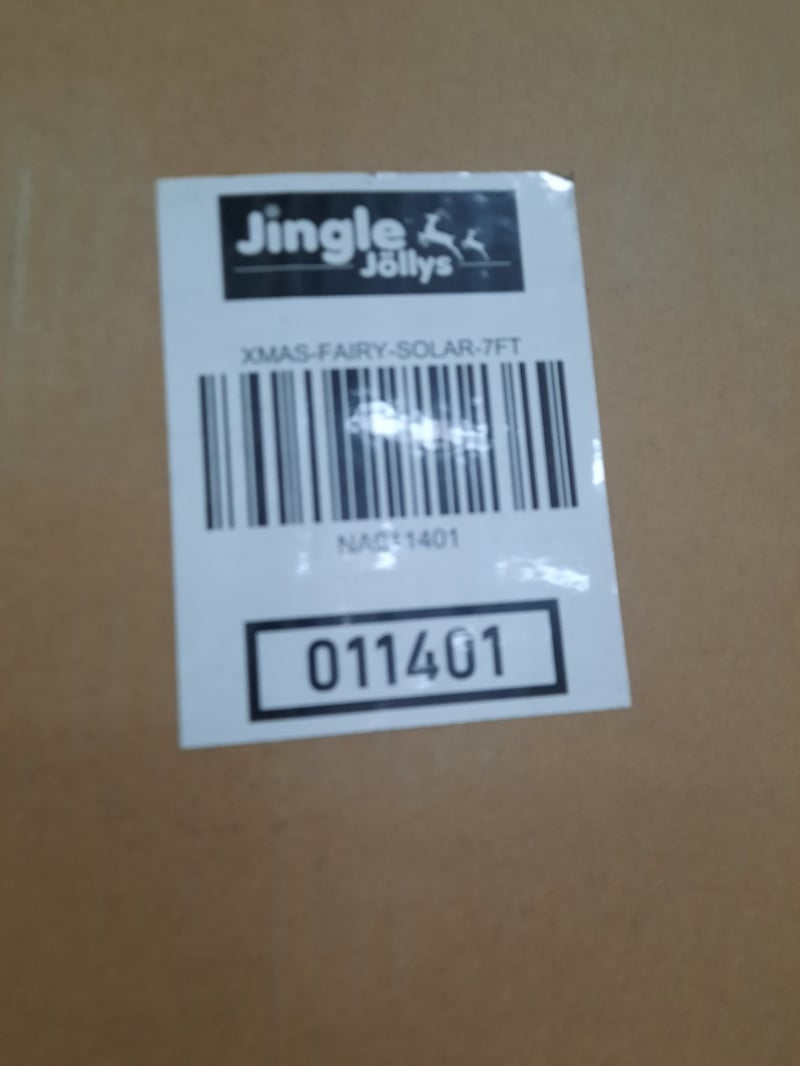 Jingle
Jöllys
XMAS-FAIRY-SOLAR-7FT
011401